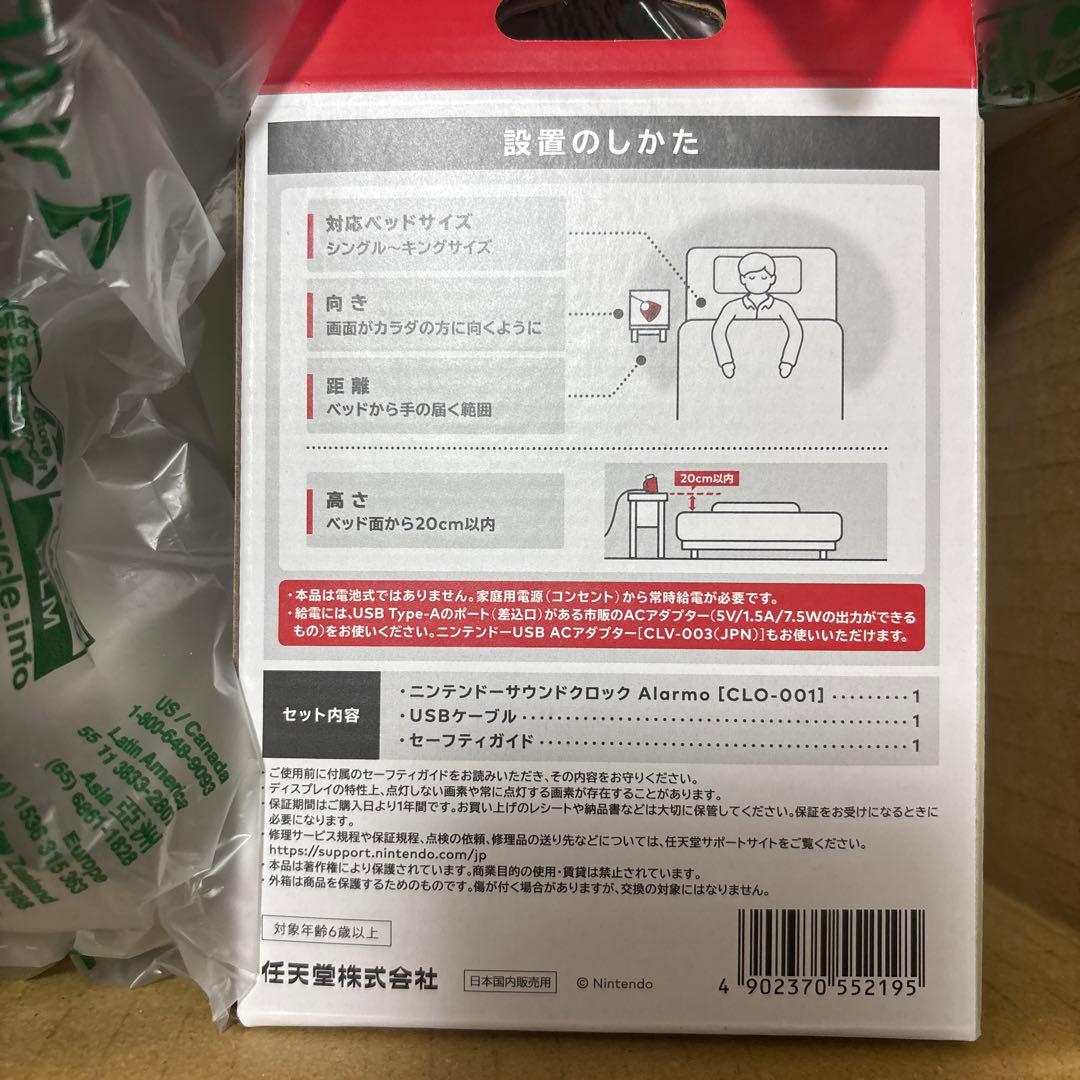 設置のしかた
対応ベッドサイズ
シングル～キングサイズ
向き
画面がカラダの方に向くように
距離
ベッドから手の届く範囲
高さ
ベッド面から20cm以内
20cm以内
・本品は電池式ではありません。家庭用電源（コンセント）から常時給電が必要です。
・給電には、USB Type-Aのポート（差込口）がある市販のACアダプター（5V/1.5A/7.5Wの出力ができる
もの）をお使いください。ニンテンドーUSB ACアダプター[CLV-003(JPN)]もお使いいただけます。
セット内容
・ニンテンドーサウンドクロック Alarmo [CLO-001] ········· 1
・USBケーブル ········· 1
・セーフティガイド ········· 1
・ご使用前に付属のセーフティガイドをお読みいただき、その内容をお守りください。
・ディスプレイの特性上、点灯しない画素や常に点灯する画素が存在することがあります。
・保証期間はご購入日より1年間です。お買い上げのレシートや納品書などは大切に保管してください。保証をお受けになるときに
必要になります。
・修理サービス規程や保証規程、点検の依頼、修理品の送り先などについては、任天堂サポートサイトをご覧ください。
https://support.nintendo.com/jp
・本品は著作権により保護されています。商業目的の使用・賃貸は禁止されています。
・外箱は商品を保護するためのものです。傷が付く場合がありますが、交換の対象にはなりません。
対象年齢6歳以上
任天堂株式会社
日本国内販売用
© Nintendo
4 902370 552195
US / Canada
1-800-648-9093
Latin America
55 11 3833-280
Asia 亞洲
(65) 6861-1828
Europe
1536 315 363
Zealand
ycle.info
FILM